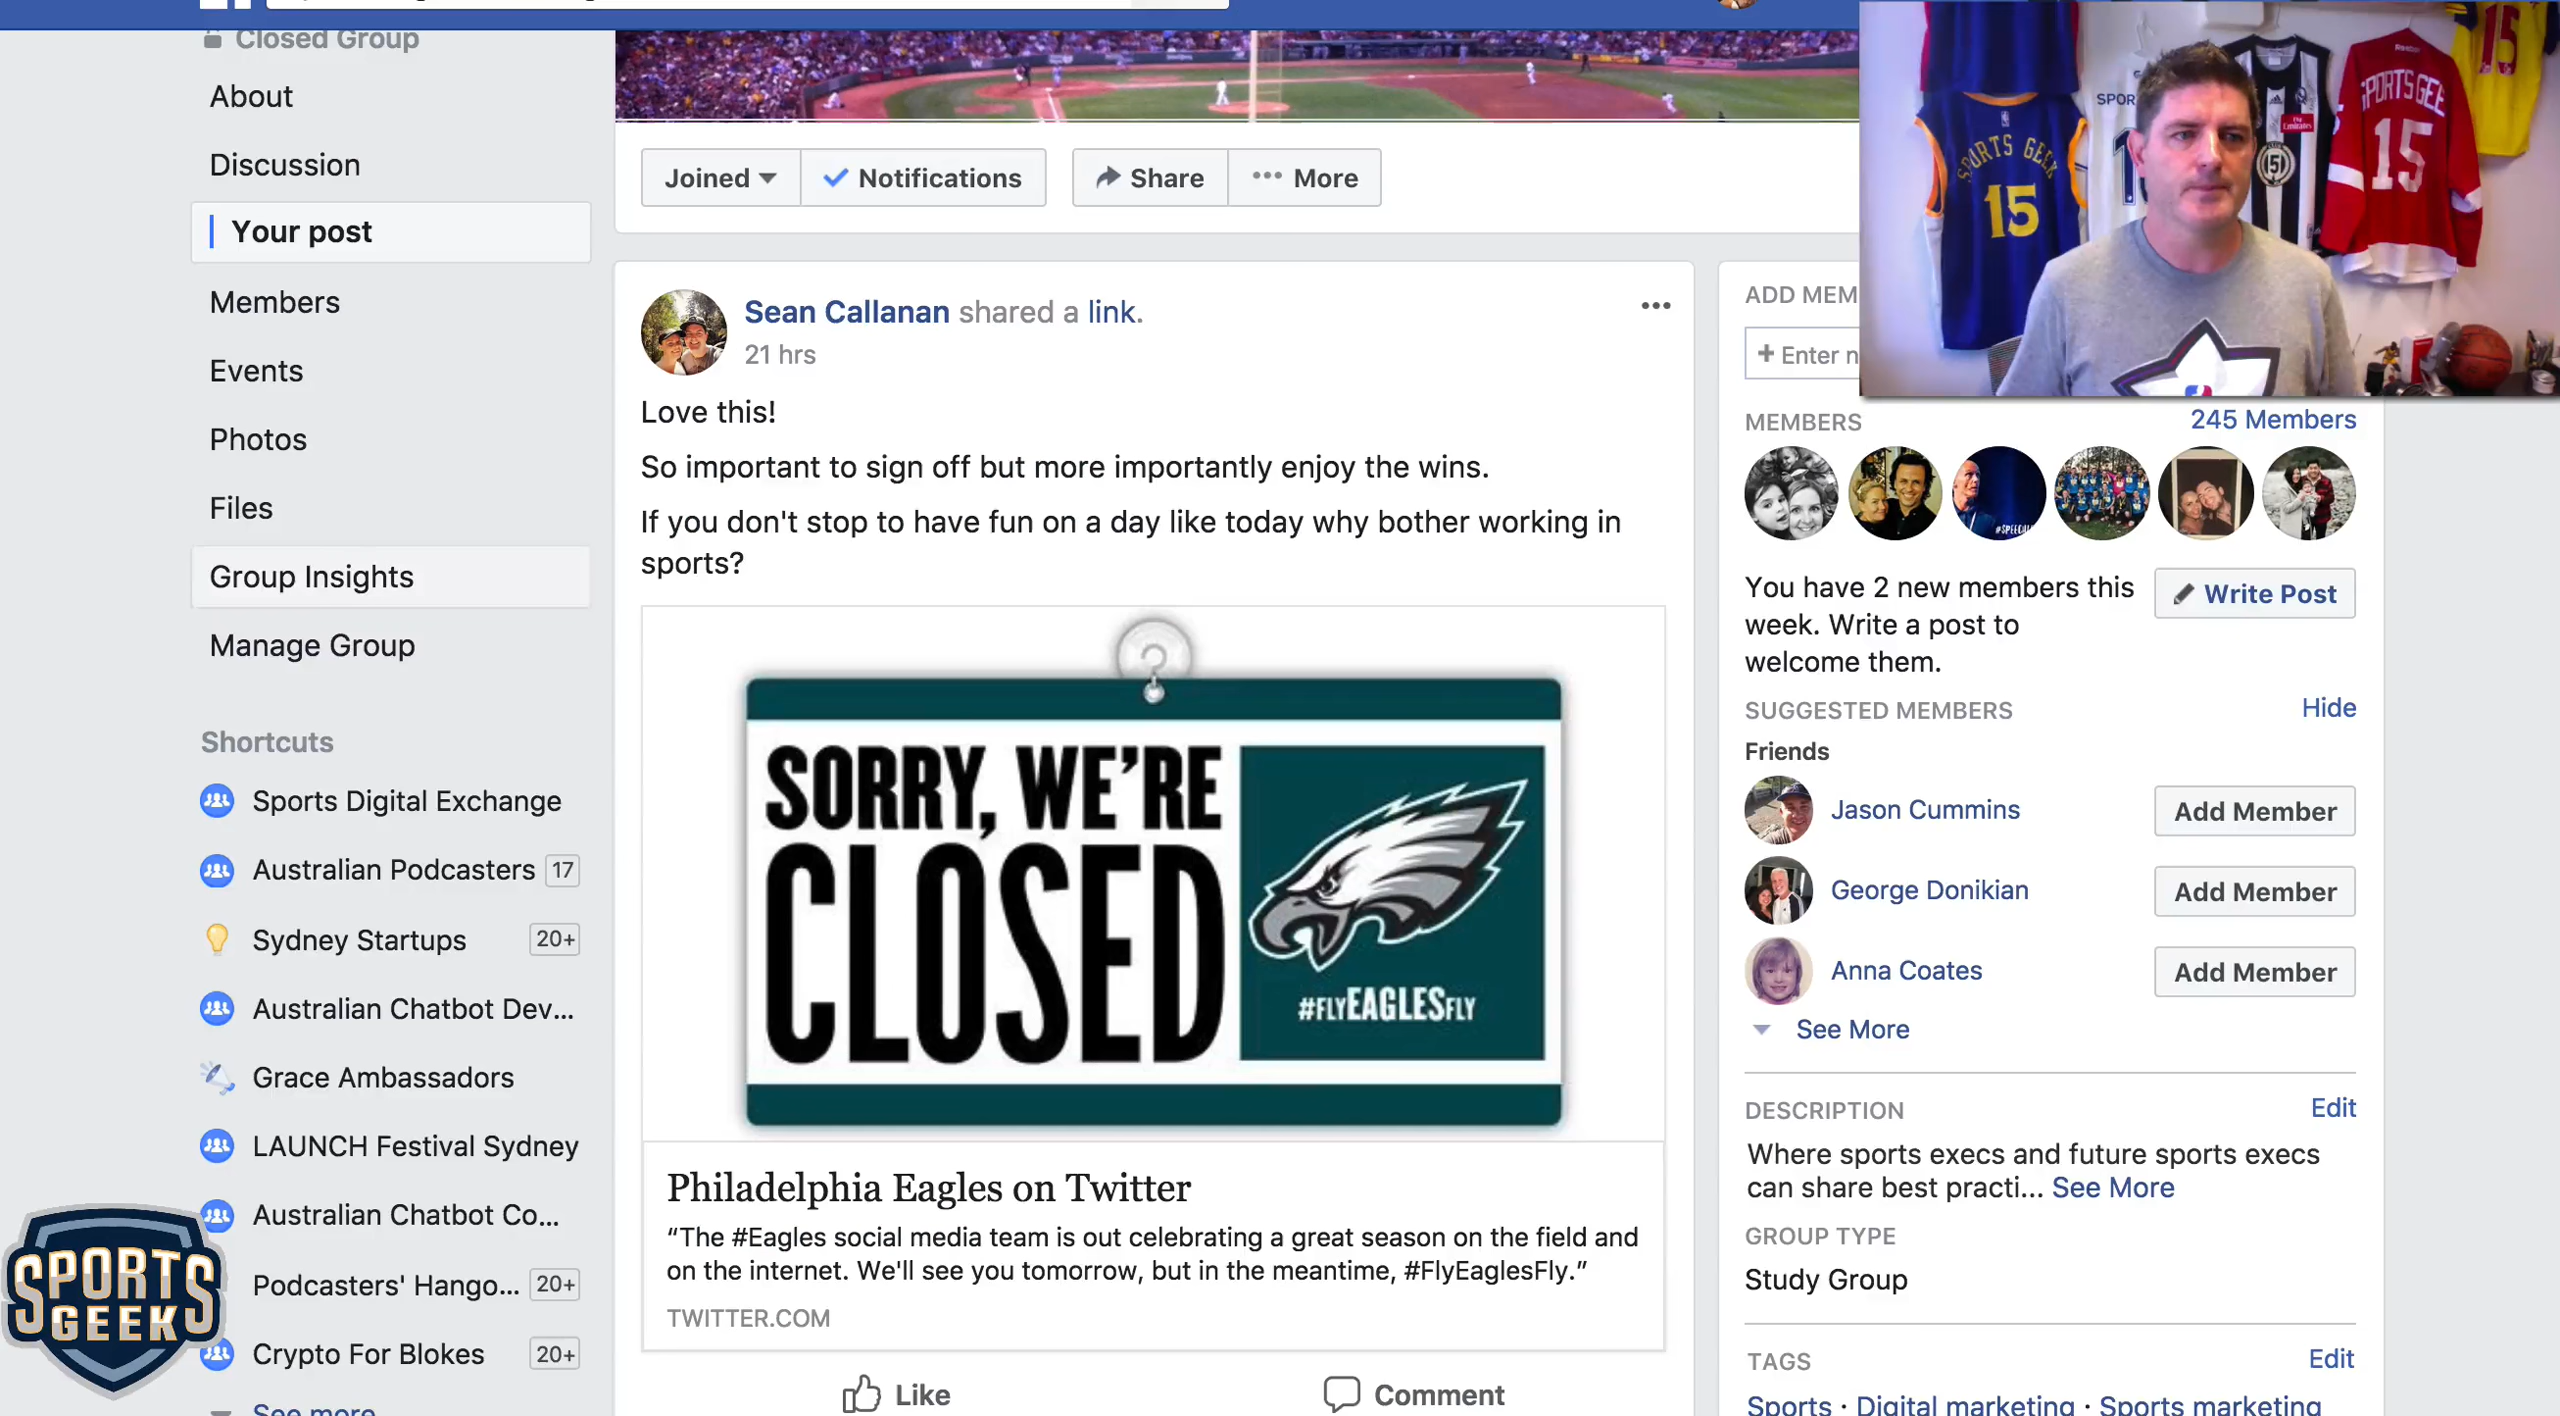 Closed Group
About
Discussion
Your post
Members
Events
Photos
Files
Group Insights
Manage Group
Shortcuts
Sports Digital Exchange
Australian Podcasters 17
Sydney Startups 20+
Australian Chatbot Dev...
Grace Ambassadors
LAUNCH Festival Sydney
Australian Chatbot Co...
Podcasters' Hango... 20+
Crypto For Blokes 20+
See more
SPORTS
GEEK
Joined
Notifications
Share
More
Sean Callanan shared a link.
21 hrs
Love this!
So important to sign off but more importantly enjoy the wins.
If you don't stop to have fun on a day like today why bother working in
sports?
SORRY, WE'RE
CLOSED
#FLYEAGLESFLY
Philadelphia Eagles on Twitter
“The #Eagles social media team is out celebrating a great season on the field and
on the internet. We'll see you tomorrow, but in the meantime, #FlyEaglesFly.”
TWITTER.COM
Like
Comment
SPORTS GEEK
15
SPOR
15
SPORTS GEE
15
15
ADD MEM
+ Enter n
MEMBERS
245 Members
You have 2 new members this
week. Write a post to
welcome them.
Write Post
SUGGESTED MEMBERS
Hide
Friends
Jason Cummins
Add Member
George Donikian
Add Member
Anna Coates
Add Member
See More
DESCRIPTION
Edit
Where sports execs and future sports execs
can share best practi... See More
GROUP TYPE
Study Group
TAGS
Edit
Sports · Digital marketing · Sports marketing